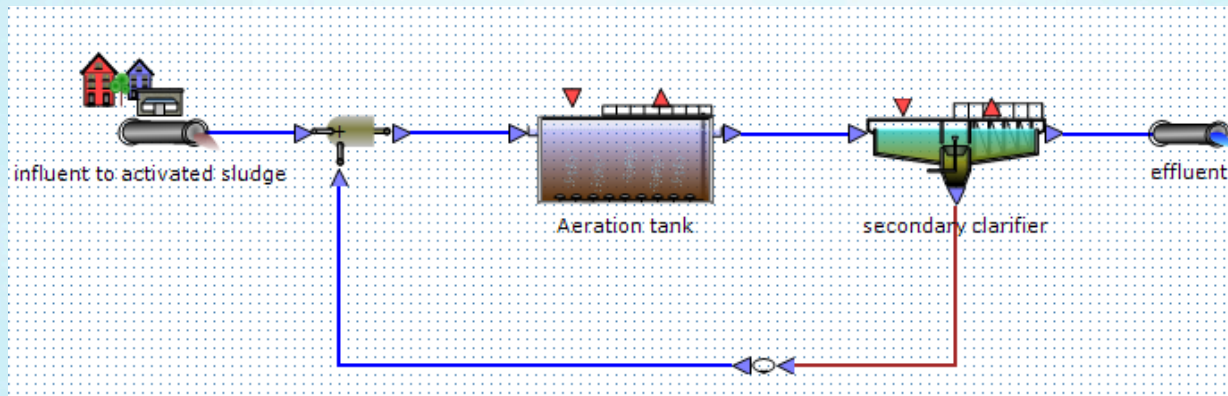 influent to activated sludge
Aeration tank
secondary clarifier
effluent